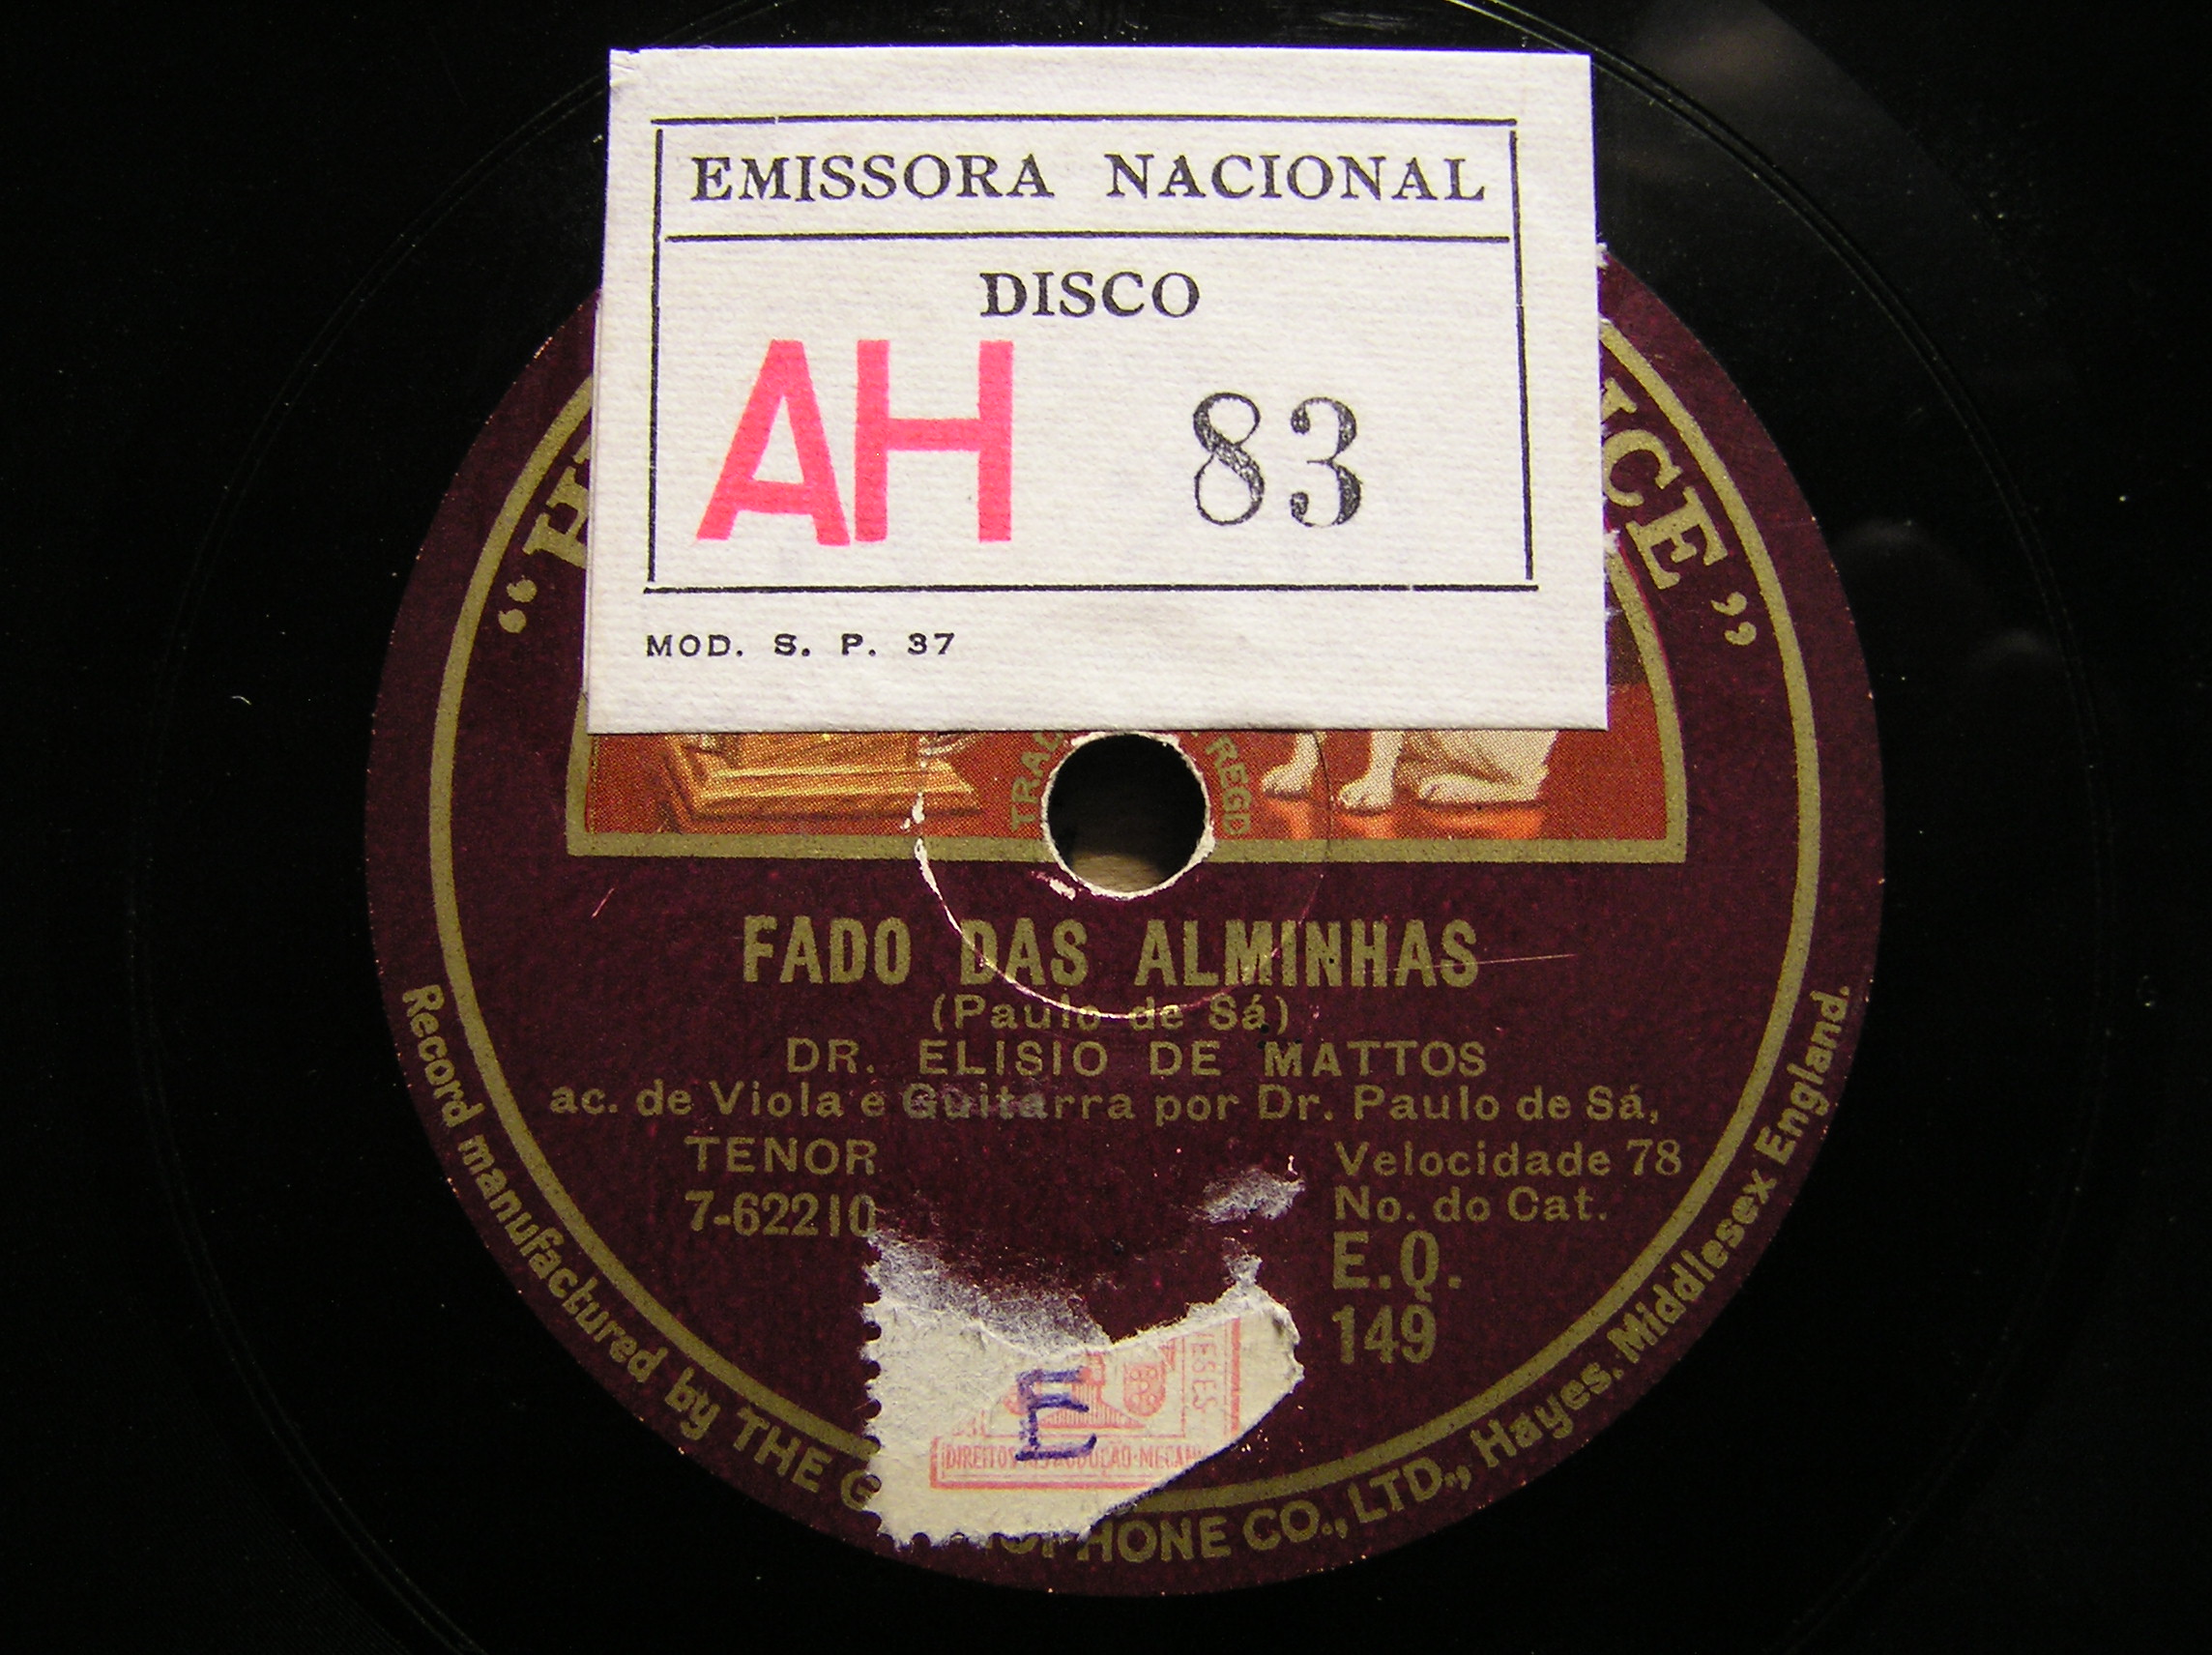 EMISSORA NACIONAL
DISCO
AH 83
MOD. S. P. 37
REGD
FADO DAS ALMINHAS
(Paulo de Sá)
DR. ELISIO DE MATTOS
ac. de Viola e Guitarra por Dr. Paulo de Sá,
TENOR
7-62210
Velocidade 78
No. do Cat.
E.Q.
149
E
DIREITOS
Record manufactured by THE CO., LTD., Hayes. Middlesex England.